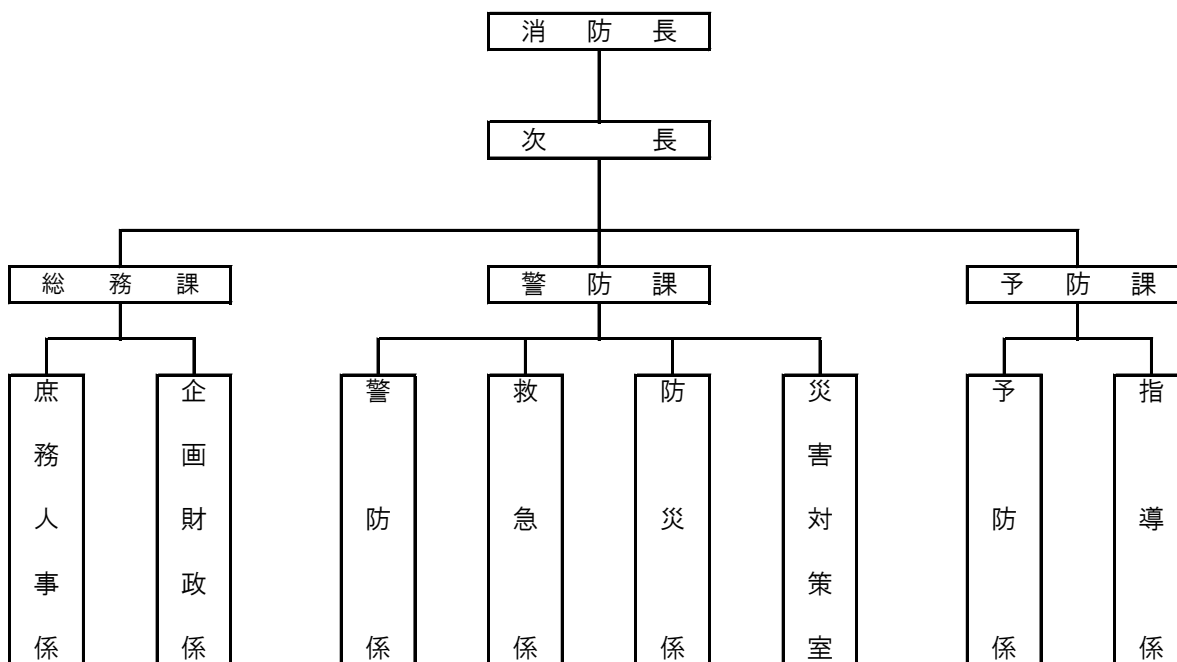 消防長
次長
総務課
警防課
予防課
庶務人事係
企画財政係
警防係
救急係
防災係
災害対策室
予防係
指導係